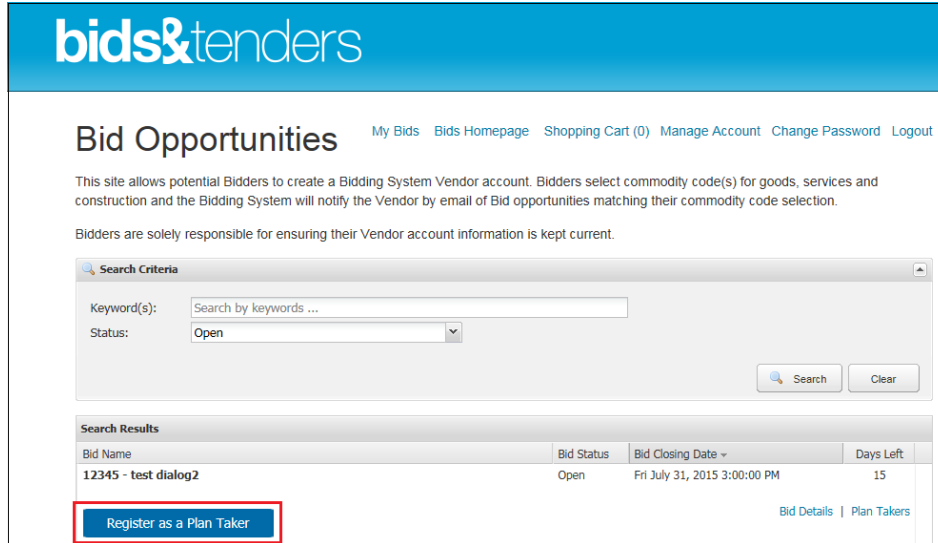 bids&tenders
Bid Opportunities
My Bids Bids Homepage Shopping Cart (0) Manage Account Change Password Logout
This site allows potential Bidders to create a Bidding System Vendor account. Bidders select commodity code(s) for goods, services and
construction and the Bidding System will notify the Vendor by email of Bid opportunities matching their commodity code selection.
Bidders are solely responsible for ensuring their Vendor account information is kept current.
Search Criteria
Keyword(s): Search by keywords ...
Status: Open
Search Clear
Search Results
Bid Name Bid Status Bid Closing Date Days Left
12345 - test dialog2 Open Fri July 31, 2015 3:00:00 PM 15
Register as a Plan Taker Bid Details | Plan Takers